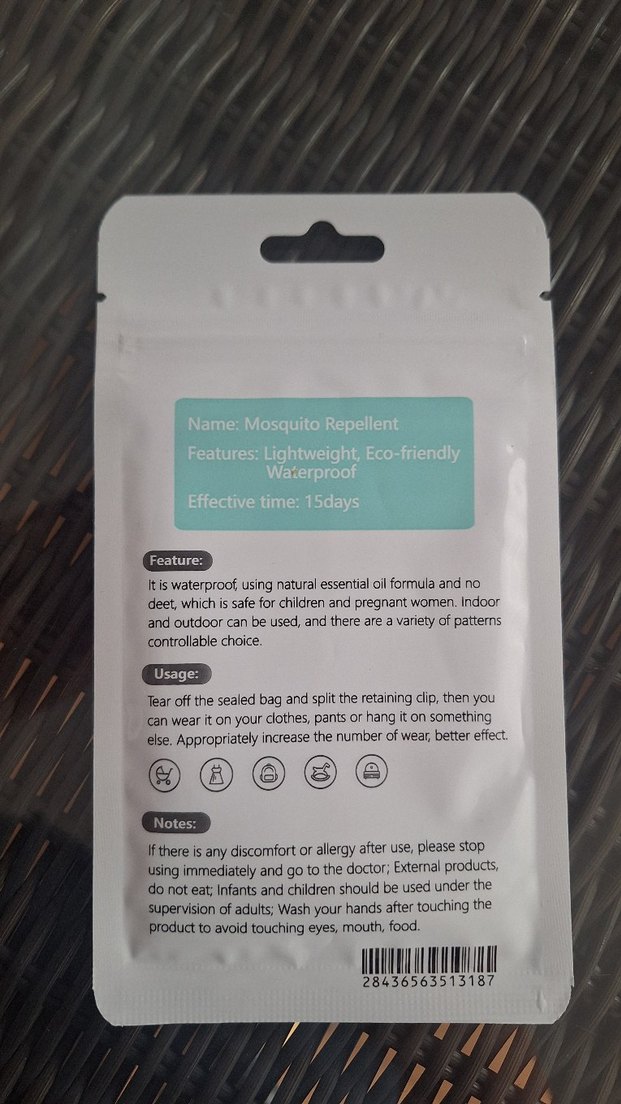 Name: Mosquito Repellent
Features: Lightweight, Eco-friendly
Waterproof
Effective time: 15days
Feature:
It is waterproof, using natural essential oil formula and no
deet, which is safe for children and pregnant women. Indoor
and outdoor can be used, and there are a variety of patterns
controllable choice.
Usage:
Tear off the sealed bag and split the retaining clip, then you
can wear it on your clothes, pants or hang it on something
else. Appropriately increase the number of wear, better effect.
Notes:
If there is any discomfort or allergy after use, please stop
using immediately and go to the doctor; External products,
do not eat; Infants and children should be used under the
supervision of adults; Wash your hands after touching the
product to avoid touching eyes, mouth, food.
28436563513187